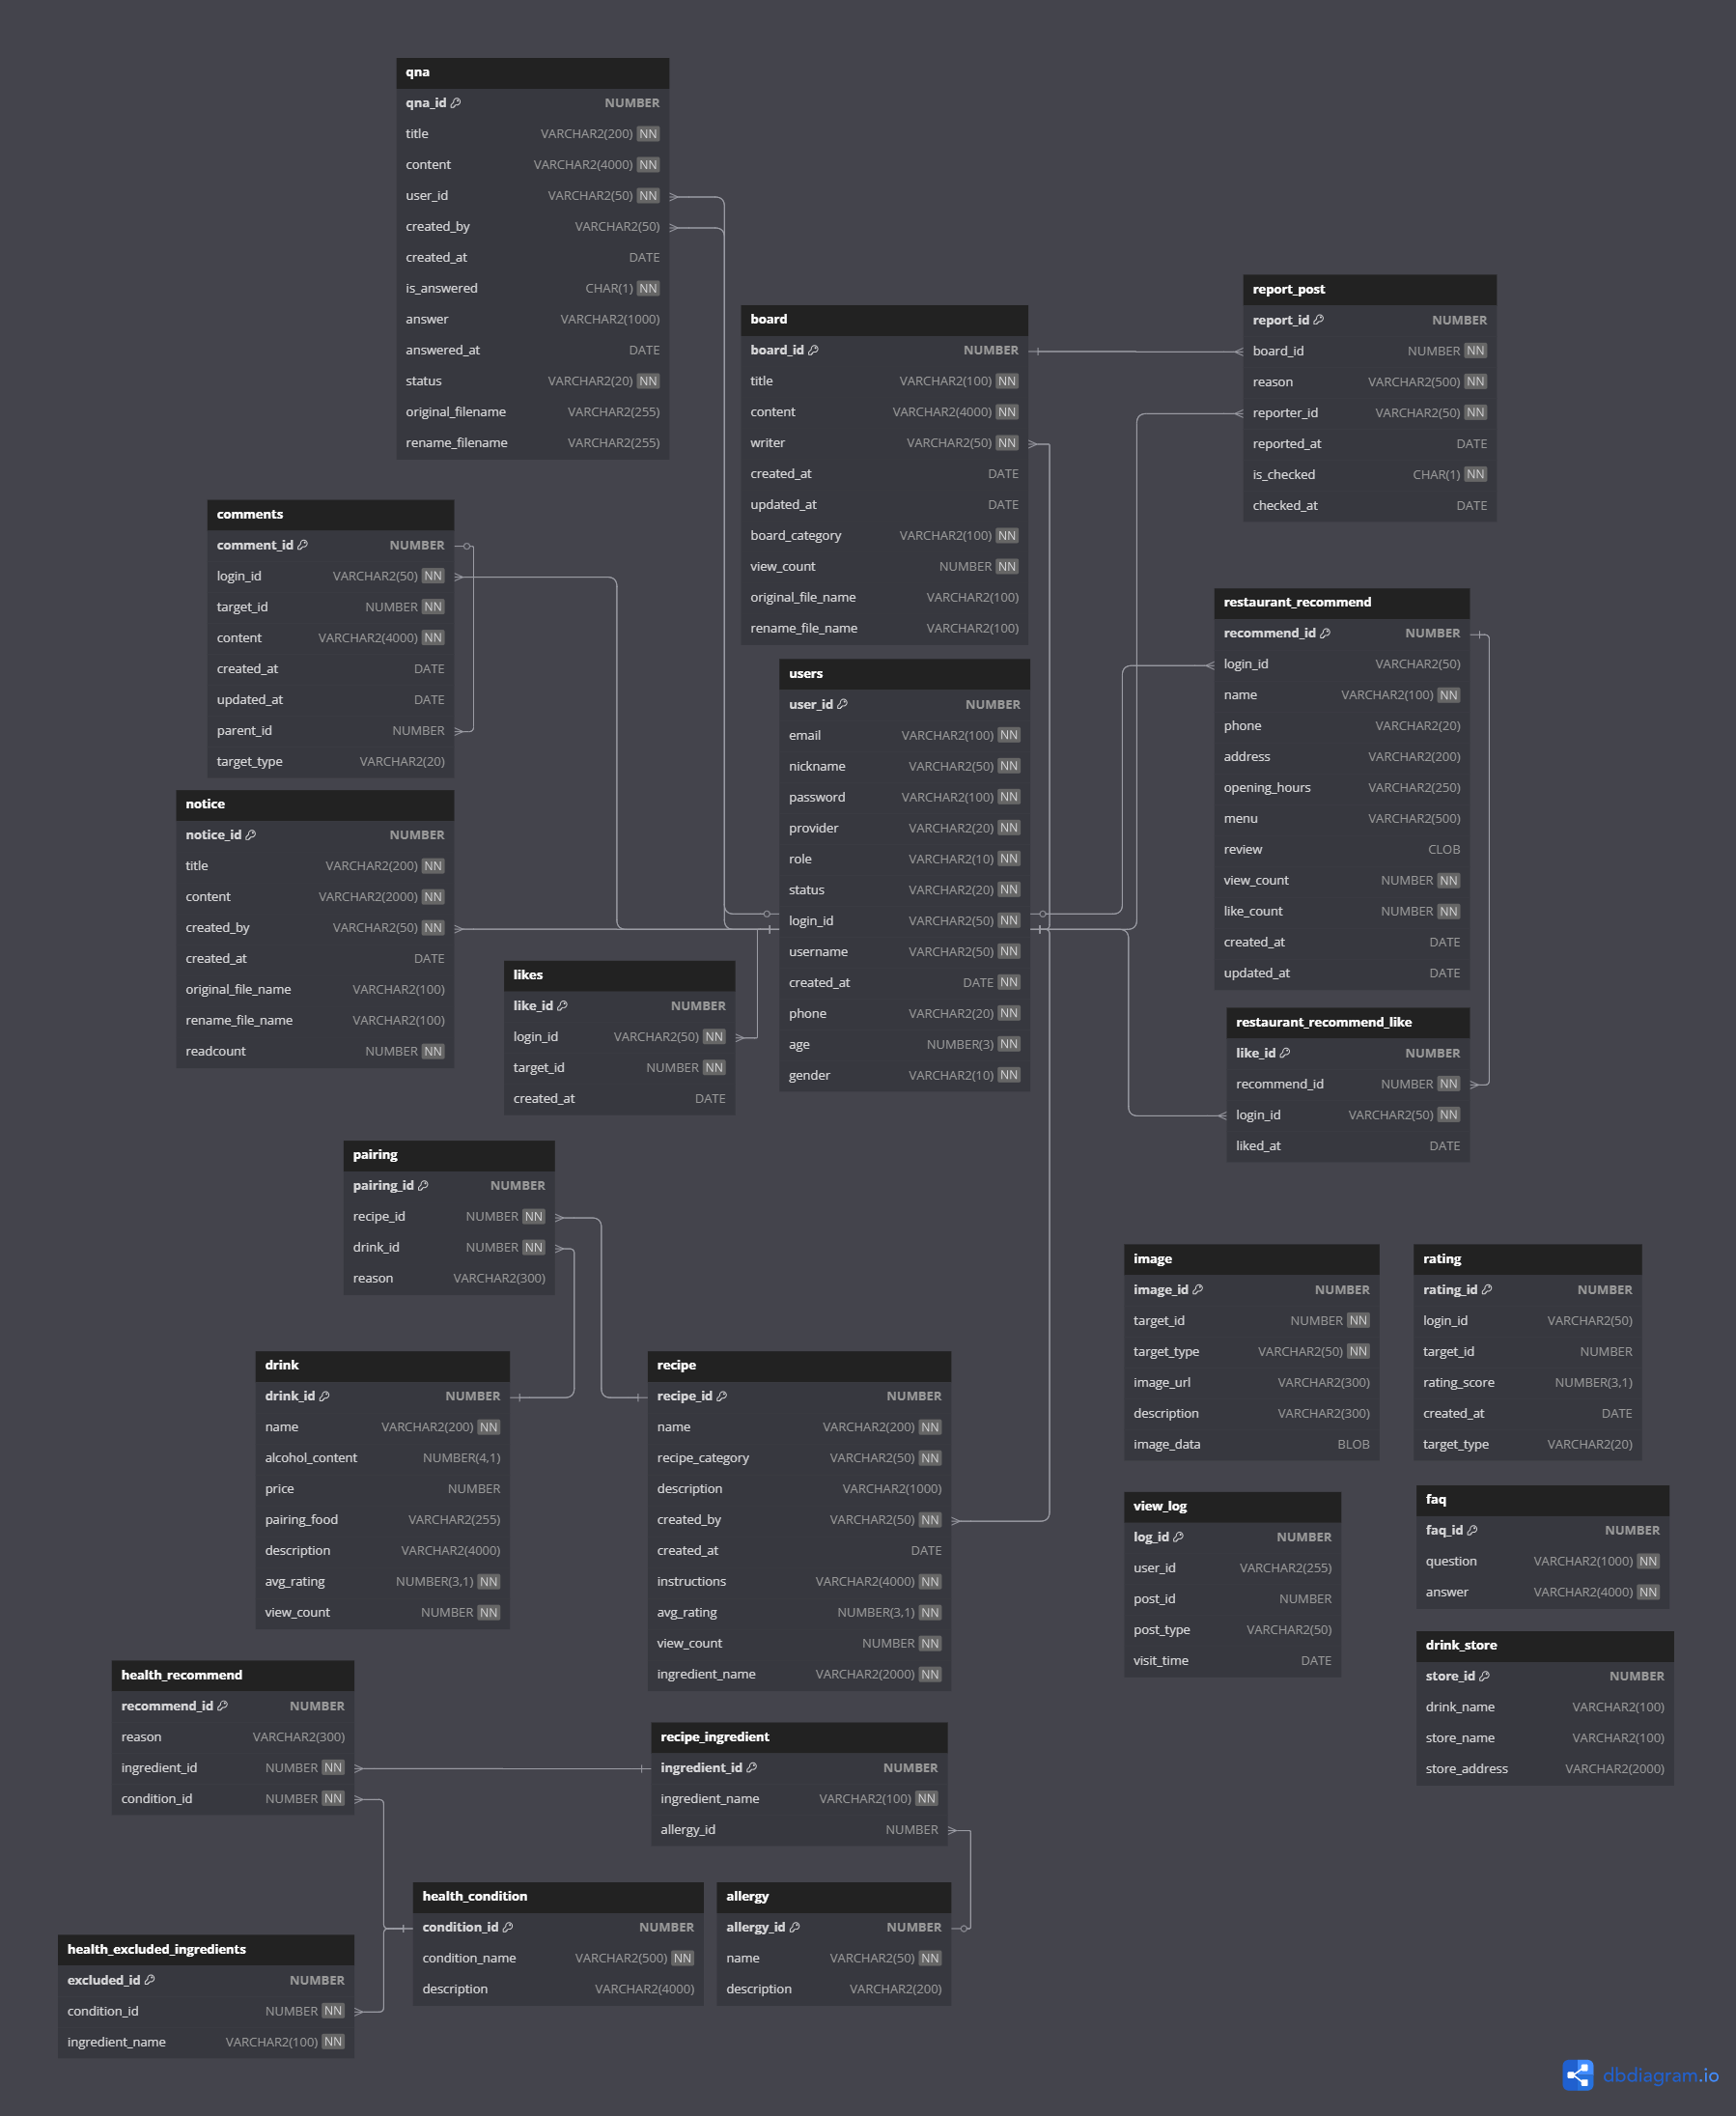 qna
qna_id NUMBER
title VARCHAR2(200) NN
content VARCHAR2(4000) NN
user_id VARCHAR2(50) NN
created_by VARCHAR2(50)
created_at DATE
is_answered CHAR(1) NN
answer VARCHAR2(1000)
answered_at DATE
status VARCHAR2(20) NN
original_filename VARCHAR2(255)
rename_filename VARCHAR2(255)
board
board_id NUMBER
title VARCHAR2(100) NN
content VARCHAR2(4000) NN
writer VARCHAR2(50) NN
created_at DATE
updated_at DATE
board_category VARCHAR2(100) NN
view_count NUMBER NN
original_file_name VARCHAR2(100)
rename_file_name VARCHAR2(100)
report_post
report_id NUMBER
board_id NUMBER NN
reason VARCHAR2(500) NN
reporter_id VARCHAR2(50) NN
reported_at DATE
is_checked CHAR(1) NN
checked_at DATE
comments
comment_id NUMBER
login_id VARCHAR2(50) NN
target_id NUMBER NN
content VARCHAR2(4000) NN
created_at DATE
updated_at DATE
parent_id NUMBER
target_type VARCHAR2(20)
users
user_id NUMBER
email VARCHAR2(100) NN
nickname VARCHAR2(50) NN
password VARCHAR2(100) NN
provider VARCHAR2(20) NN
role VARCHAR2(10) NN
status VARCHAR2(20) NN
login_id VARCHAR2(50) NN
username VARCHAR2(50) NN
created_at DATE NN
phone VARCHAR2(20) NN
age NUMBER(3) NN
gender VARCHAR2(10) NN
restaurant_recommend
recommend_id NUMBER
login_id VARCHAR2(50)
name VARCHAR2(100) NN
phone VARCHAR2(20)
address VARCHAR2(200)
opening_hours VARCHAR2(250)
menu VARCHAR2(500)
review CLOB
view_count NUMBER NN
like_count NUMBER NN
created_at DATE
updated_at DATE
notice
notice_id NUMBER
title VARCHAR2(200) NN
content VARCHAR2(2000) NN
created_by VARCHAR2(50) NN
created_at DATE
original_file_name VARCHAR2(100)
rename_file_name VARCHAR2(100)
readcount NUMBER NN
likes
like_id NUMBER
login_id VARCHAR2(50) NN
target_id NUMBER NN
created_at DATE
restaurant_recommend_like
like_id NUMBER
recommend_id NUMBER NN
login_id VARCHAR2(50) NN
liked_at DATE
pairing
pairing_id NUMBER
recipe_id NUMBER NN
drink_id NUMBER NN
reason VARCHAR2(300)
image
image_id NUMBER
target_id NUMBER NN
target_type VARCHAR2(50) NN
image_url VARCHAR2(300)
description VARCHAR2(300)
image_data BLOB
rating
rating_id NUMBER
login_id VARCHAR2(50)
target_id NUMBER
rating_score NUMBER(3,1)
created_at DATE
target_type VARCHAR2(20)
drink
drink_id NUMBER
name VARCHAR2(200) NN
alcohol_content NUMBER(4,1)
price NUMBER
pairing_food VARCHAR2(255)
description VARCHAR2(4000)
avg_rating NUMBER(3,1) NN
view_count NUMBER NN
recipe
recipe_id NUMBER
name VARCHAR2(200) NN
recipe_category VARCHAR2(50) NN
description VARCHAR2(1000)
created_by VARCHAR2(50) NN
created_at DATE
instructions VARCHAR2(4000) NN
avg_rating NUMBER(3,1) NN
view_count NUMBER NN
ingredient_name VARCHAR2(2000) NN
view_log
log_id NUMBER
user_id VARCHAR2(255)
post_id NUMBER
post_type VARCHAR2(50)
visit_time DATE
faq
faq_id NUMBER
question VARCHAR2(1000) NN
answer VARCHAR2(4000) NN
drink_store
store_id NUMBER
drink_name VARCHAR2(100)
store_name VARCHAR2(100)
store_address VARCHAR2(2000)
health_recommend
recommend_id NUMBER
reason VARCHAR2(300)
ingredient_id NUMBER NN
condition_id NUMBER NN
recipe_ingredient
ingredient_id NUMBER
ingredient_name VARCHAR2(100) NN
allergy_id NUMBER
health_condition
condition_id NUMBER
condition_name VARCHAR2(500) NN
description VARCHAR2(4000)
allergy
allergy_id NUMBER
name VARCHAR2(50) NN
description VARCHAR2(200)
health_excluded_ingredients
excluded_id NUMBER
condition_id NUMBER NN
ingredient_name VARCHAR2(100) NN
dbdiagram.io